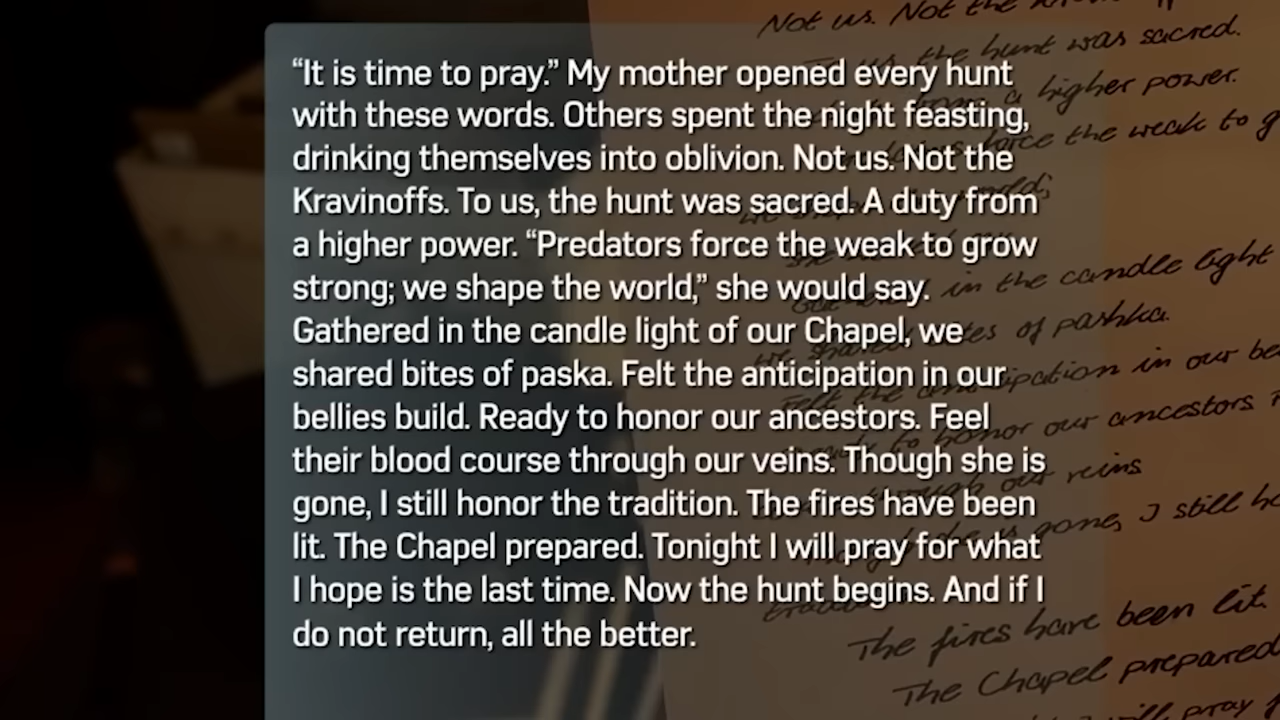 “It is time to pray.” My mother opened every hunt
with these words. Others spent the night feasting,
drinking themselves into oblivion. Not us. Not the
Kravinoffs. To us, the hunt was sacred. A duty from
a higher power. “Predators force the weak to grow
strong; we shape the world,” she would say.
Gathered in the candle light of our Chapel, we
shared bites of paska. Felt the anticipation in our
bellies build. Ready to honor our ancestors. Feel
their blood course through our veins. Though she is
gone, I still honor the tradition. The fires have been
lit. The Chapel prepared. Tonight I will pray for what
I hope is the last time. Now the hunt begins. And if I
do not return, all the better.
Not us. Not the
the hunt was sacred.
a higher power.
force the weak to g
in the candle light
of pashka.
in our be
to honor our ancestors
our veins
gone, I still ho
The fires have been lit.
The Chapel prepared
will pray f